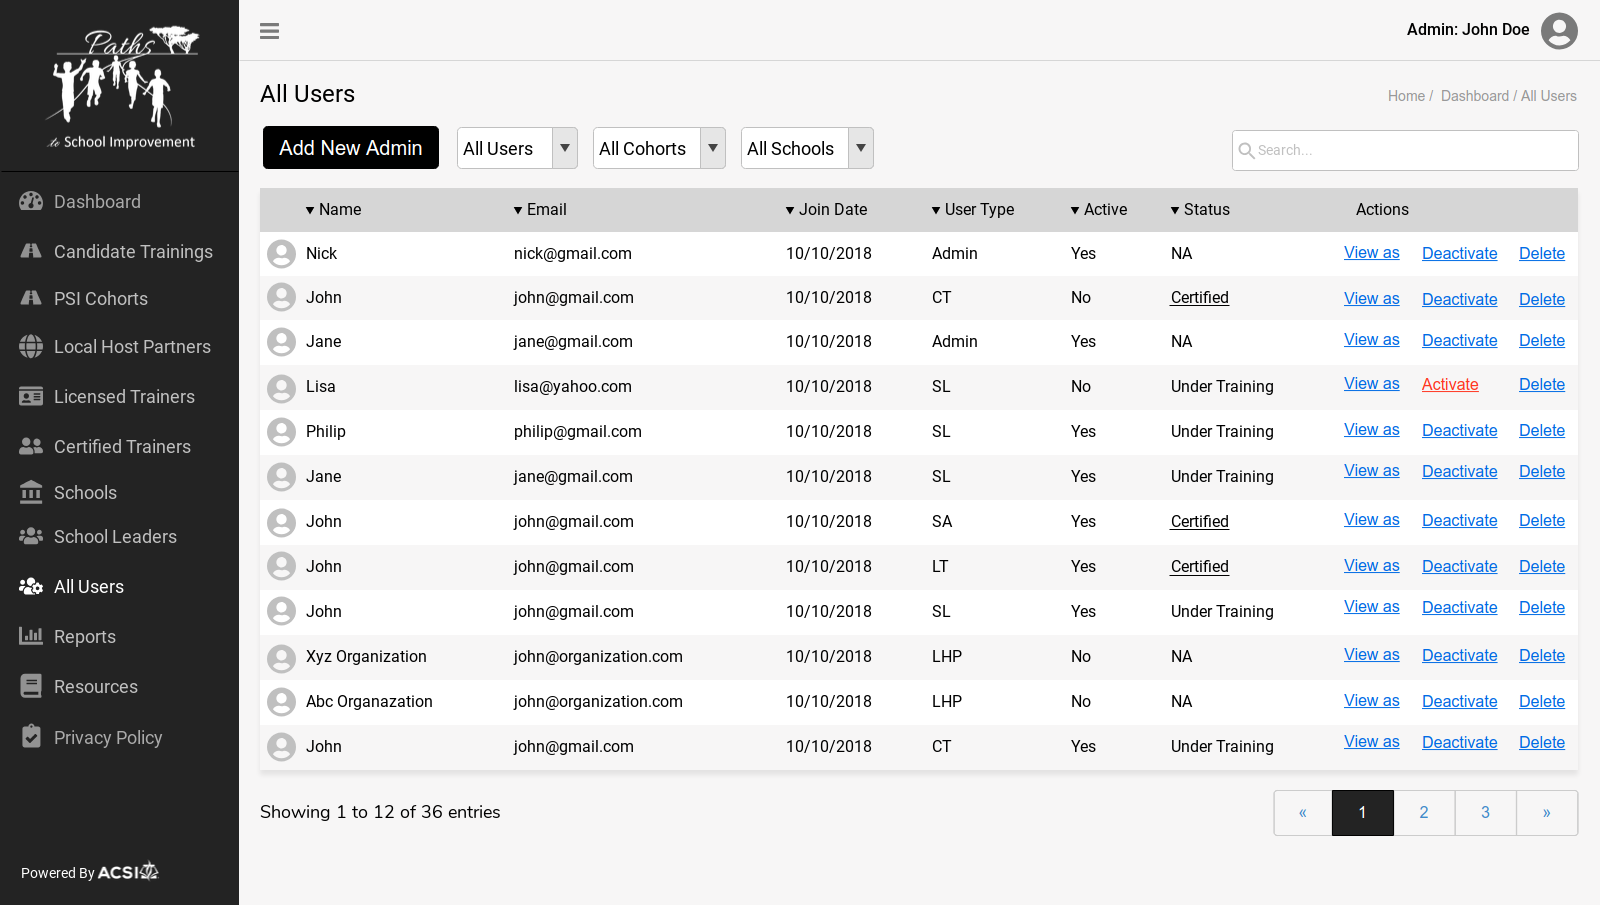 Paths
to School Improvement
Dashboard
Candidate Trainings
PSI Cohorts
Local Host Partners
Licensed Trainers
Certified Trainers
Schools
School Leaders
All Users
Reports
Resources
Privacy Policy
Powered By ACSI
Admin: John Doe
All Users
Home / Dashboard / All Users
Add New Admin All Users All Cohorts All Schools Search...
Name Email Join Date User Type Active Status Actions
Nick nick@gmail.com 10/10/2018 Admin Yes NA View as Deactivate Delete
John john@gmail.com 10/10/2018 CT No Certified View as Deactivate Delete
Jane jane@gmail.com 10/10/2018 Admin Yes NA View as Deactivate Delete
Lisa lisa@yahoo.com 10/10/2018 SL No Under Training View as Activate Delete
Philip philip@gmail.com 10/10/2018 SL Yes Under Training View as Deactivate Delete
Jane jane@gmail.com 10/10/2018 SL Yes Under Training View as Deactivate Delete
John john@gmail.com 10/10/2018 SA Yes Certified View as Deactivate Delete
John john@gmail.com 10/10/2018 LT Yes Certified View as Deactivate Delete
John john@gmail.com 10/10/2018 SL Yes Under Training View as Deactivate Delete
Xyz Organization john@organization.com 10/10/2018 LHP No NA View as Deactivate Delete
Abc Organazation john@organization.com 10/10/2018 LHP No NA View as Deactivate Delete
John john@gmail.com 10/10/2018 CT Yes Under Training View as Deactivate Delete
Showing 1 to 12 of 36 entries
« 1 2 3 »